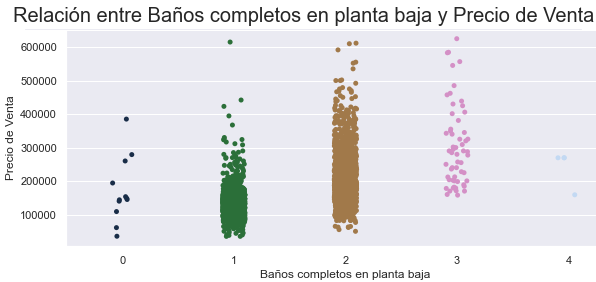 Relación entre Baños completos en planta baja y Precio de Venta
600000
500000
400000
300000
200000
100000
Precio de Venta
0 1 2 3 4
Baños completos en planta baja